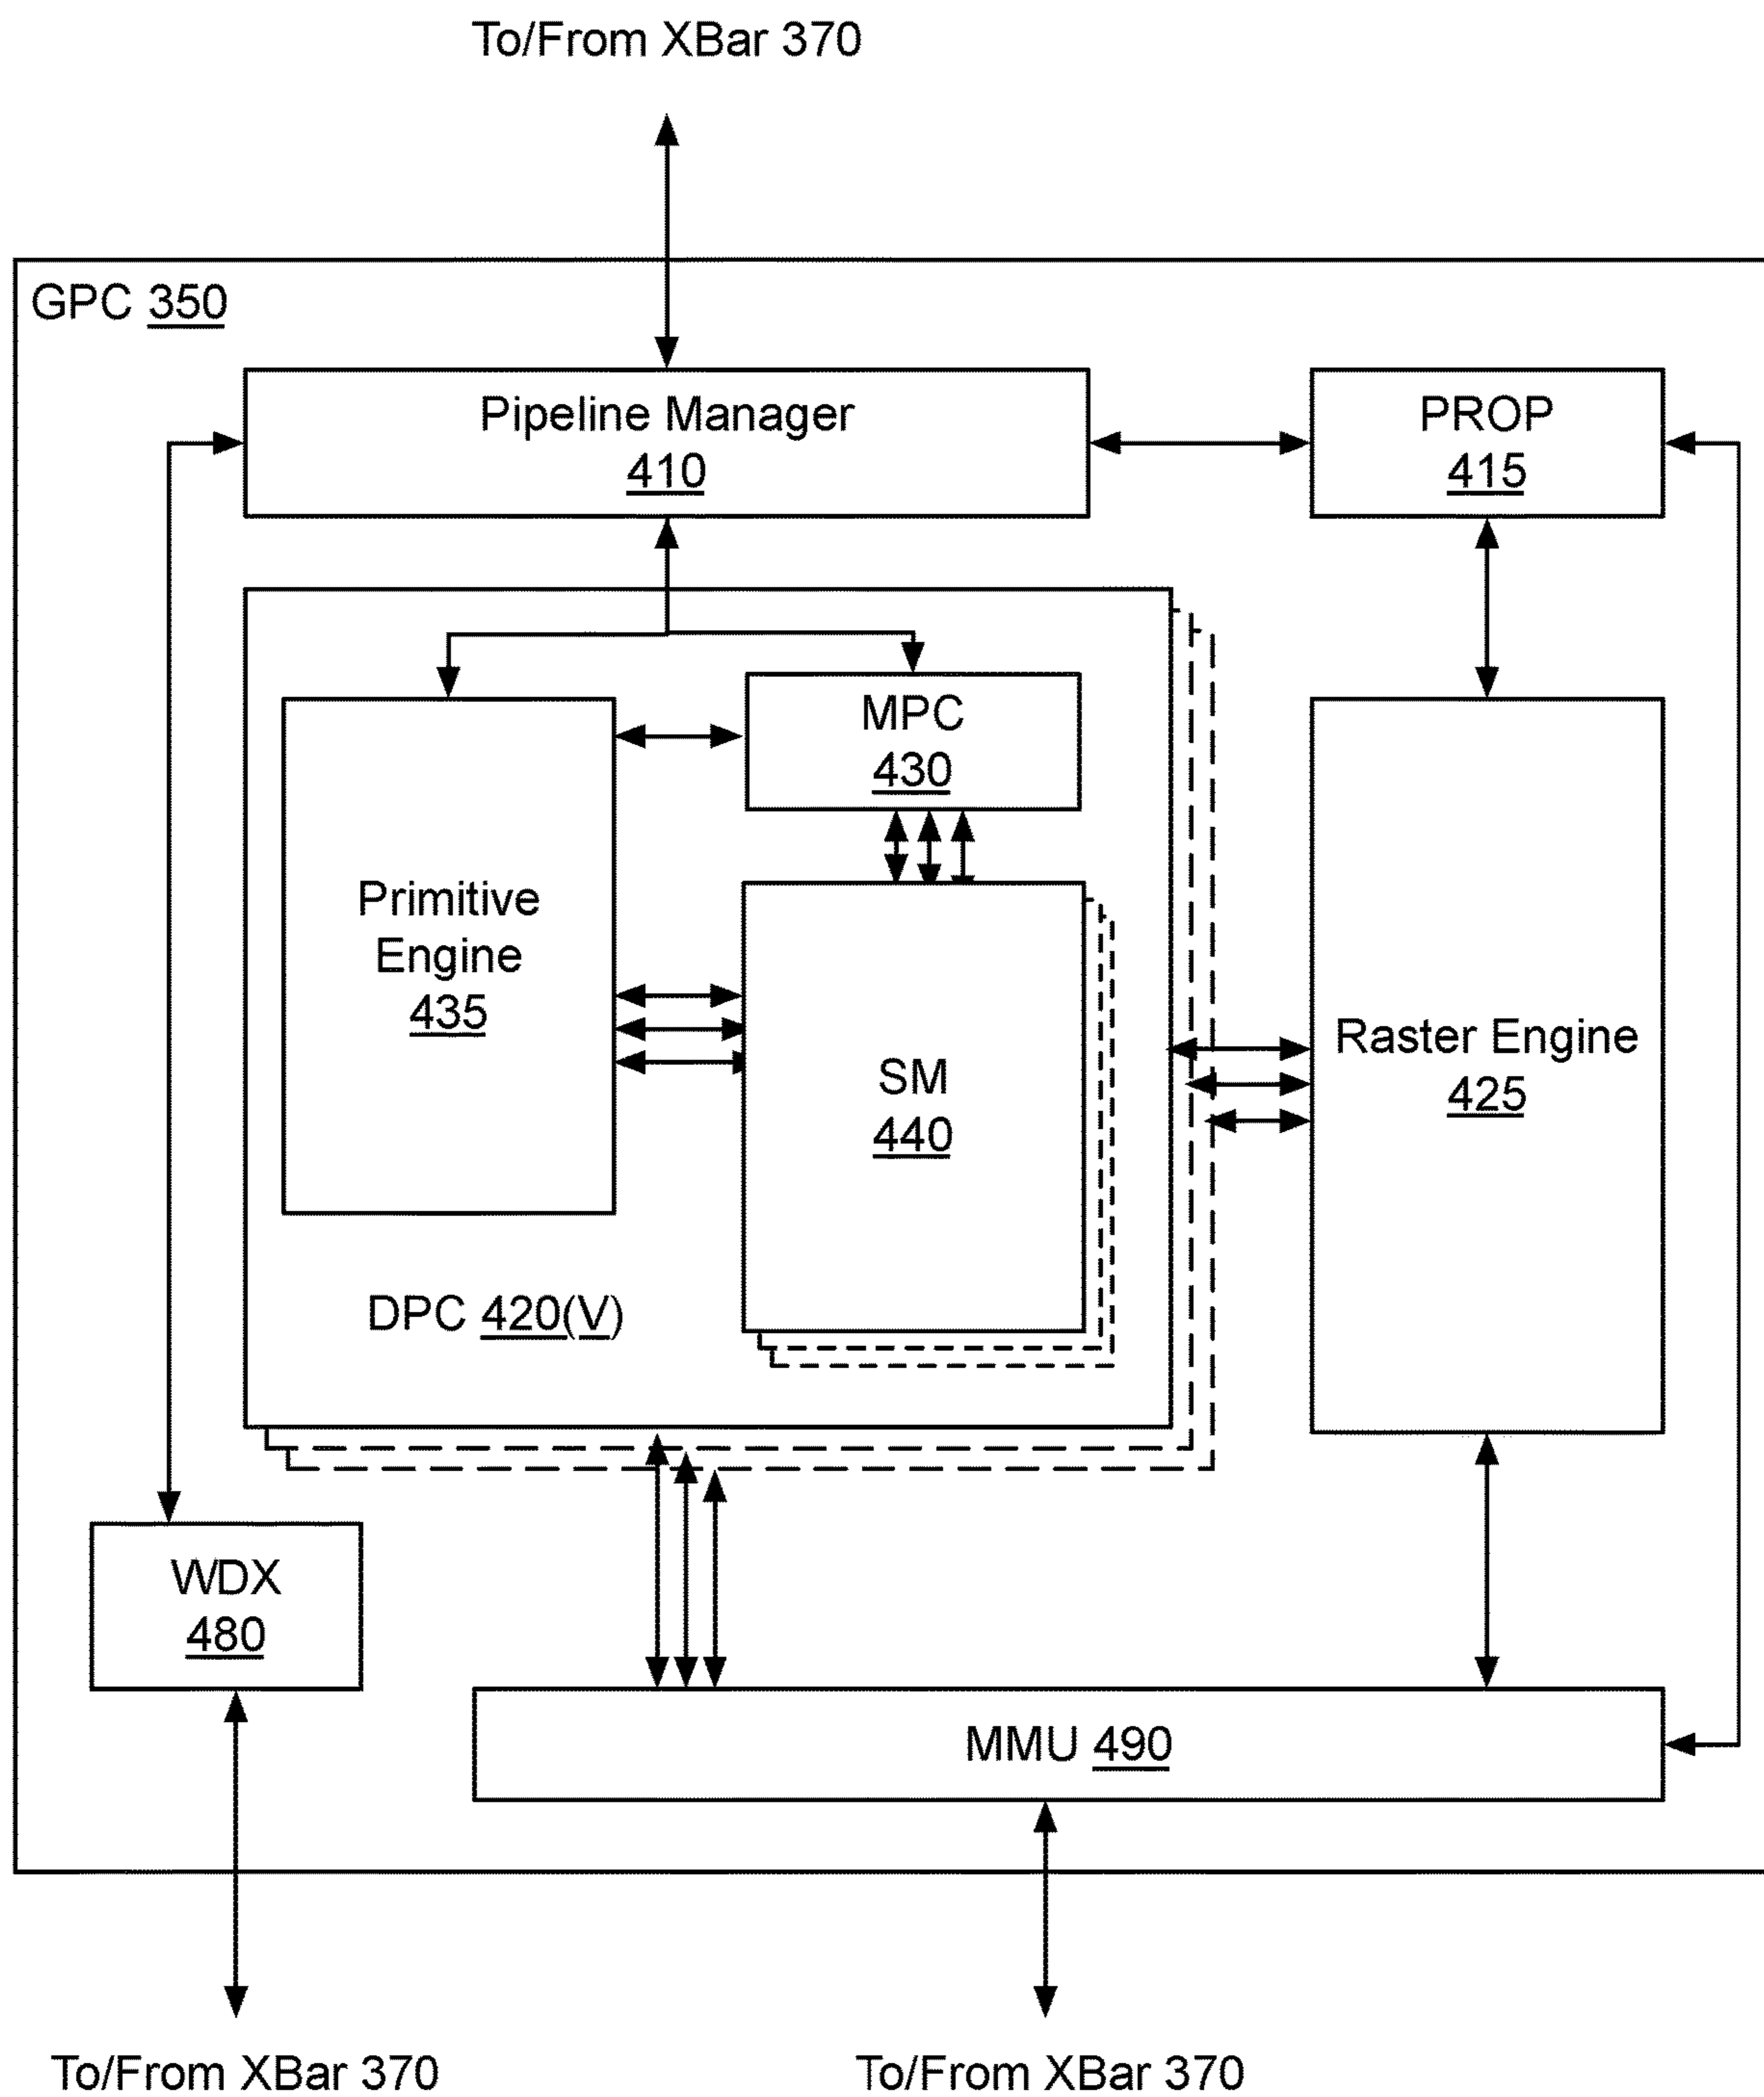 To/From XBar 370
GPC 350
Pipeline Manager
410
PROP
415
MPC
430
Primitive
Engine
435
SM
440
Raster Engine
425
DPC 420(V)
WDX
480
MMU 490
To/From XBar 370
To/From XBar 370